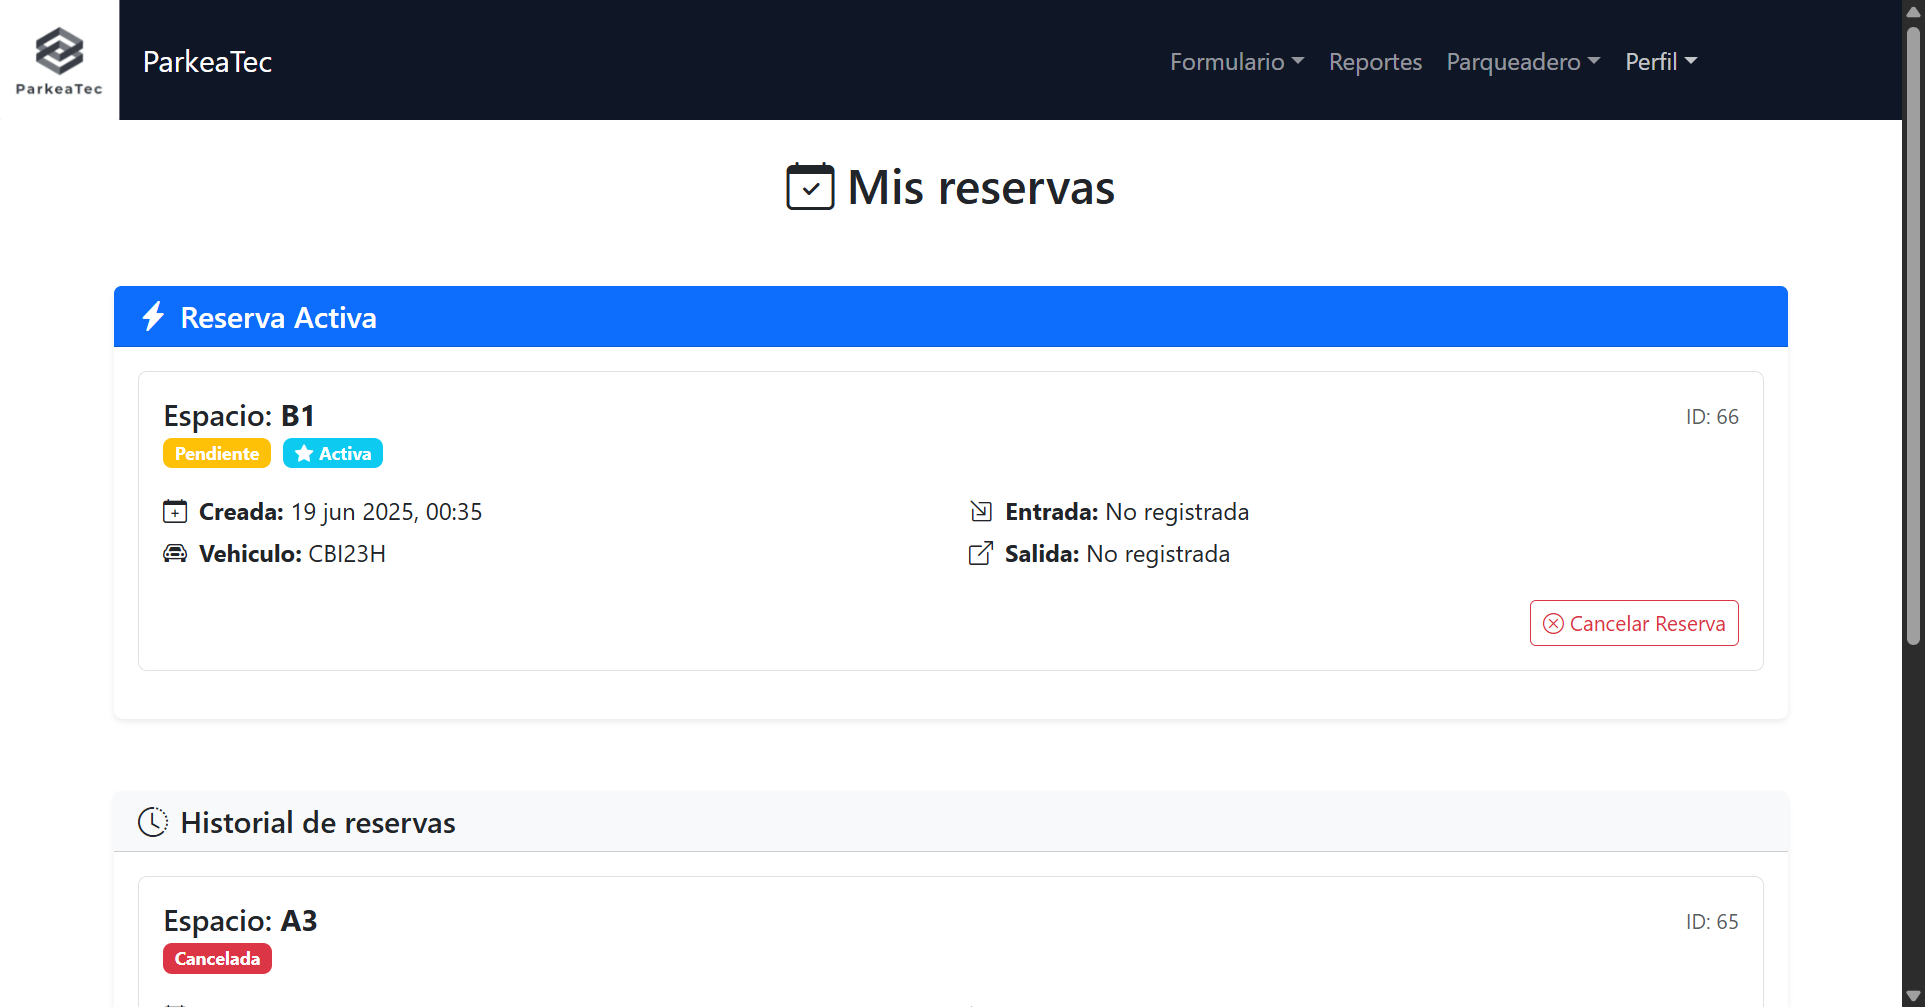 ParkeaTec
ParkeaTec
Formulario Reportes Parqueadero Perfil
Mis reservas
Reserva Activa
Espacio: B1
ID: 66
Pendiente Activa
Creada: 19 jun 2025, 00:35
Entrada: No registrada
Vehiculo: CBI23H
Salida: No registrada
Cancelar Reserva
Historial de reservas
Espacio: A3
ID: 65
Cancelada